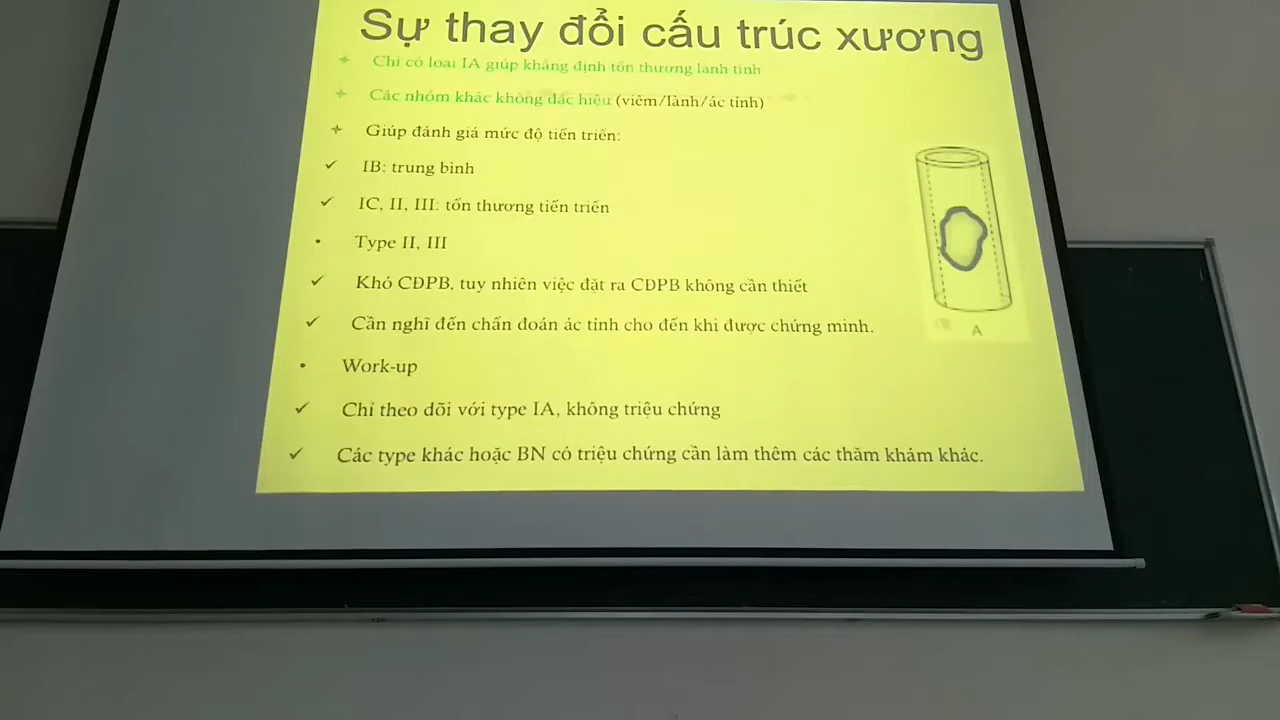 Sự thay đổi cấu trúc xương
Chỉ có loại IA giúp khẳng định tổn thương lành tính
Các nhóm khác không đặc hiệu (viêm/lành/ác tính)
Giúp đánh giá mức độ tiến triển:
IB: trung bình
IC, II, III: tổn thương tiến triển
Type II, III
Khó CĐPB, tuy nhiên việc đặt ra CĐPB không cần thiết
Cần nghĩ đến chẩn đoán ác tính cho đến khi được chứng minh.
Work-up
Chỉ theo dõi với type IA, không triệu chứng
Các type khác hoặc BN có triệu chứng cần làm thêm các thăm khám khác.
A